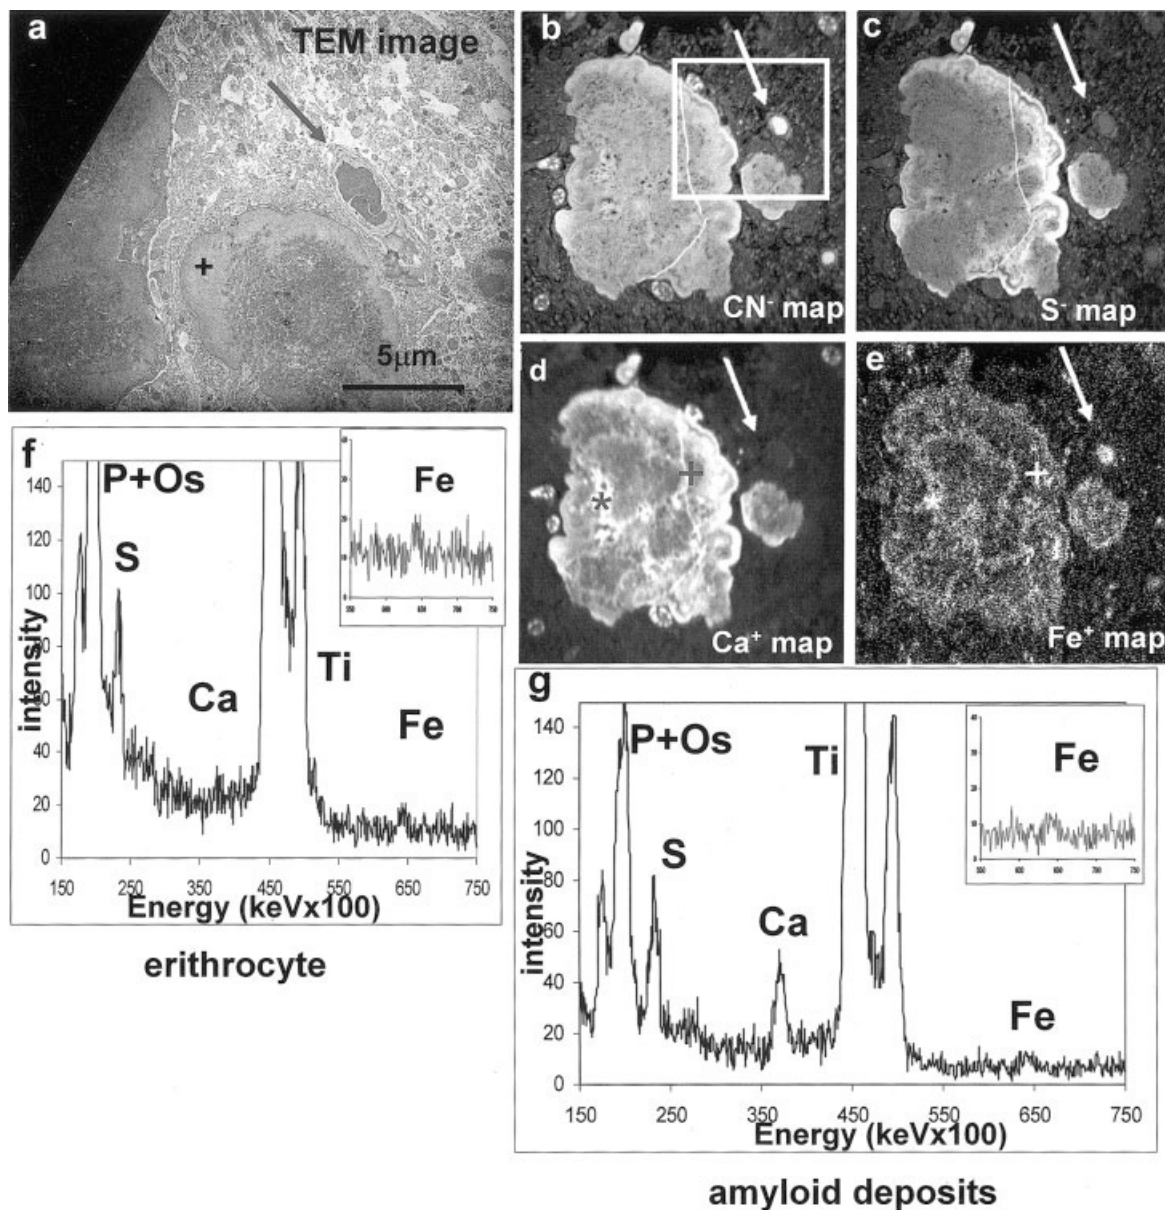 a
TEM image
+
5μm
b
CN⁻ map
c
S⁻ map
d
+
*
Ca⁺ map
e
+
*
Fe⁺ map
f
140
120
100
80
60
40
20
0
intensity
P+Os
S
Ca
Ti
Fe
Fe
150 250 350 450 550 650 750
Energy (keVx100)
erithrocyte
g
140
120
100
80
60
40
20
0
intensity
P+Os
S
Ca
Ti
Fe
Fe
150 250 350 450 550 650 750
Energy (keVx100)
amyloid deposits